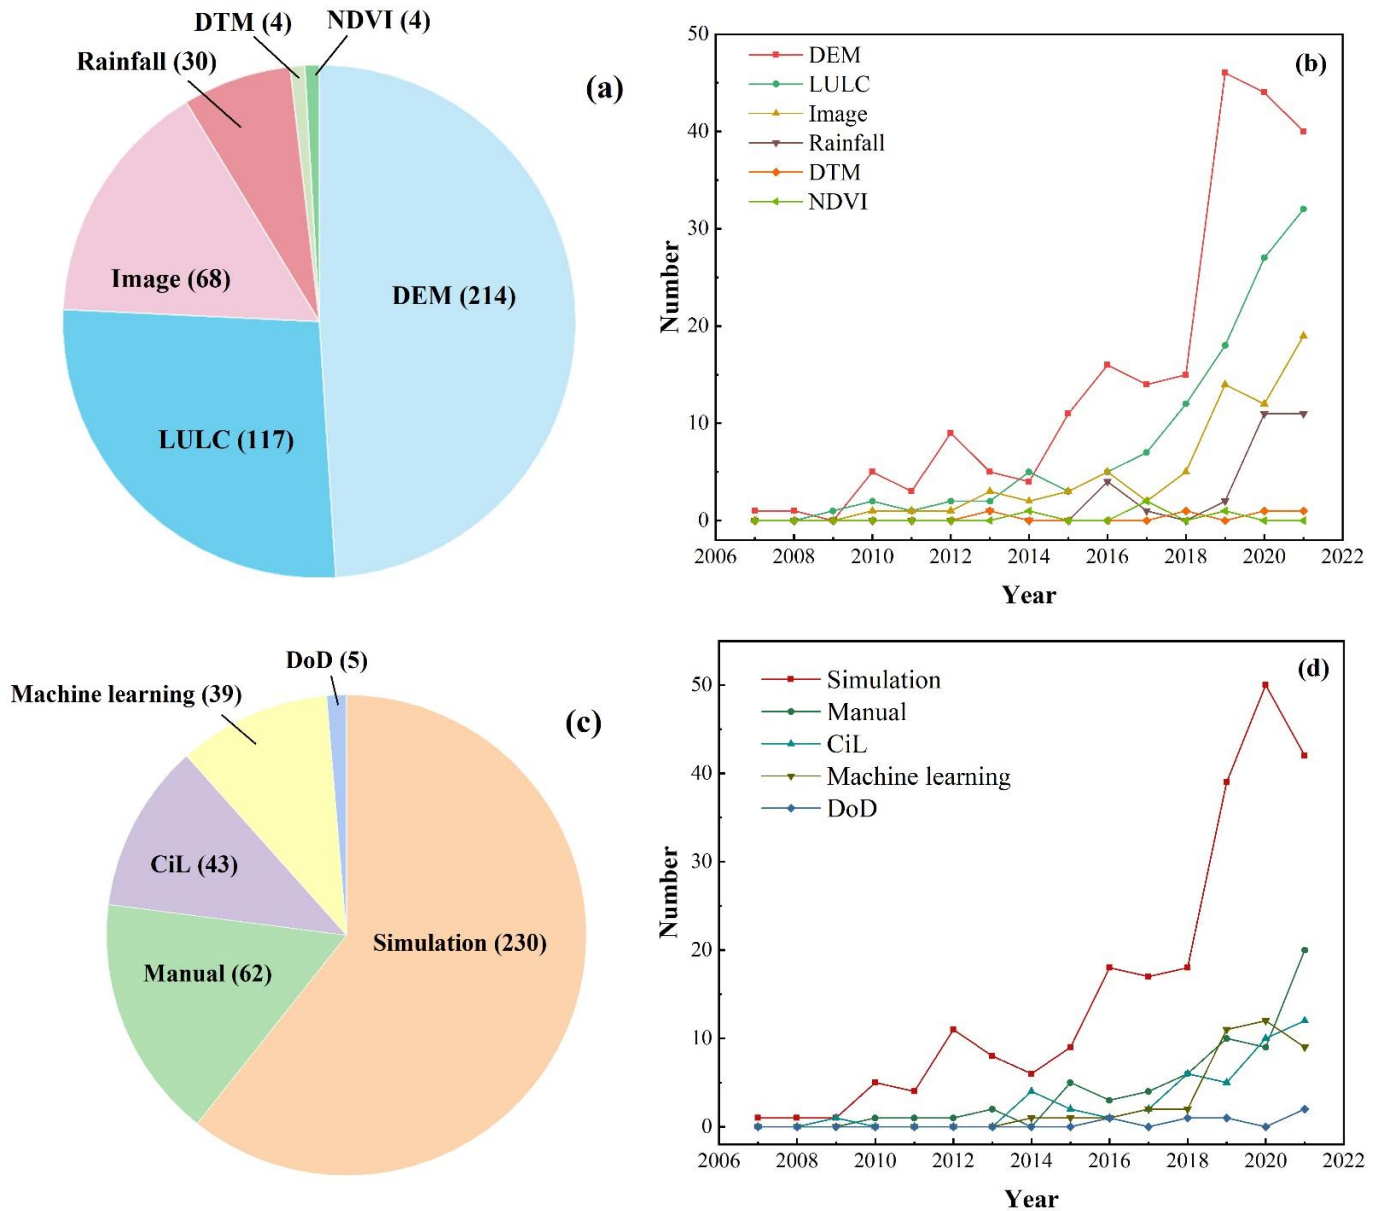 DTM (4)
NDVI (4)
Rainfall (30)
(a)
Image (68)
DEM (214)
LULC (117)
50
40
30
20
10
0
Number
DEM
LULC
Image
Rainfall
DTM
NDVI
(b)
2006
2008
2010
2012
2014
2016
2018
2020
2022
Year
DoD (5)
Machine learning (39)
(c)
CiL (43)
Simulation (230)
Manual (62)
50
40
30
20
10
0
Number
Simulation
Manual
CiL
Machine learning
DoD
(d)
2006
2008
2010
2012
2014
2016
2018
2020
2022
Year